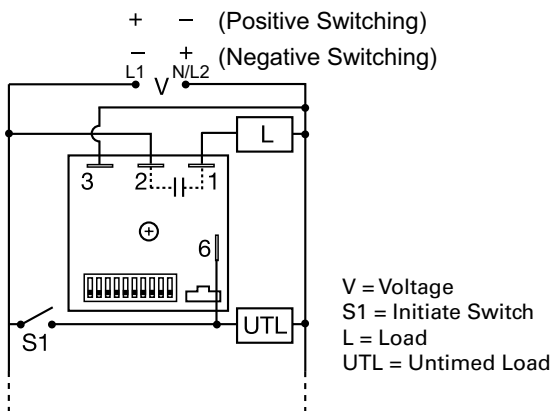 + − (Positive Switching)
− + (Negative Switching)
L1 V N/L2
L
3 2 1
6
S1 UTL
V = Voltage
S1 = Initiate Switch
L = Load
UTL = Untimed Load